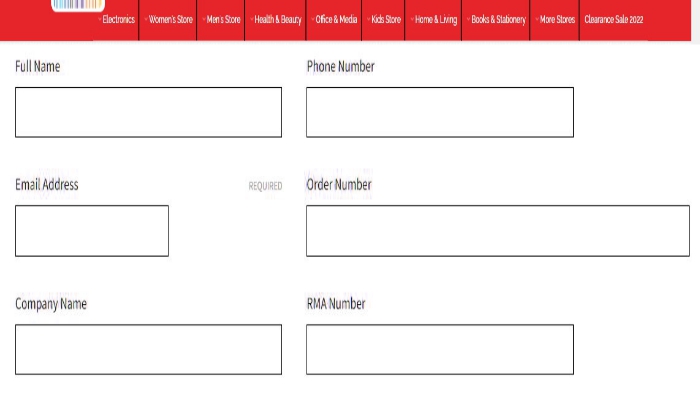 Electronics Women's Store Men's Store Health & Beauty Office & Media Kids Store Home & Living Books & Stationery More Stores Clearance Sale 2022
Full Name Phone Number
Email Address REQUIRED Order Number
Company Name RMA Number